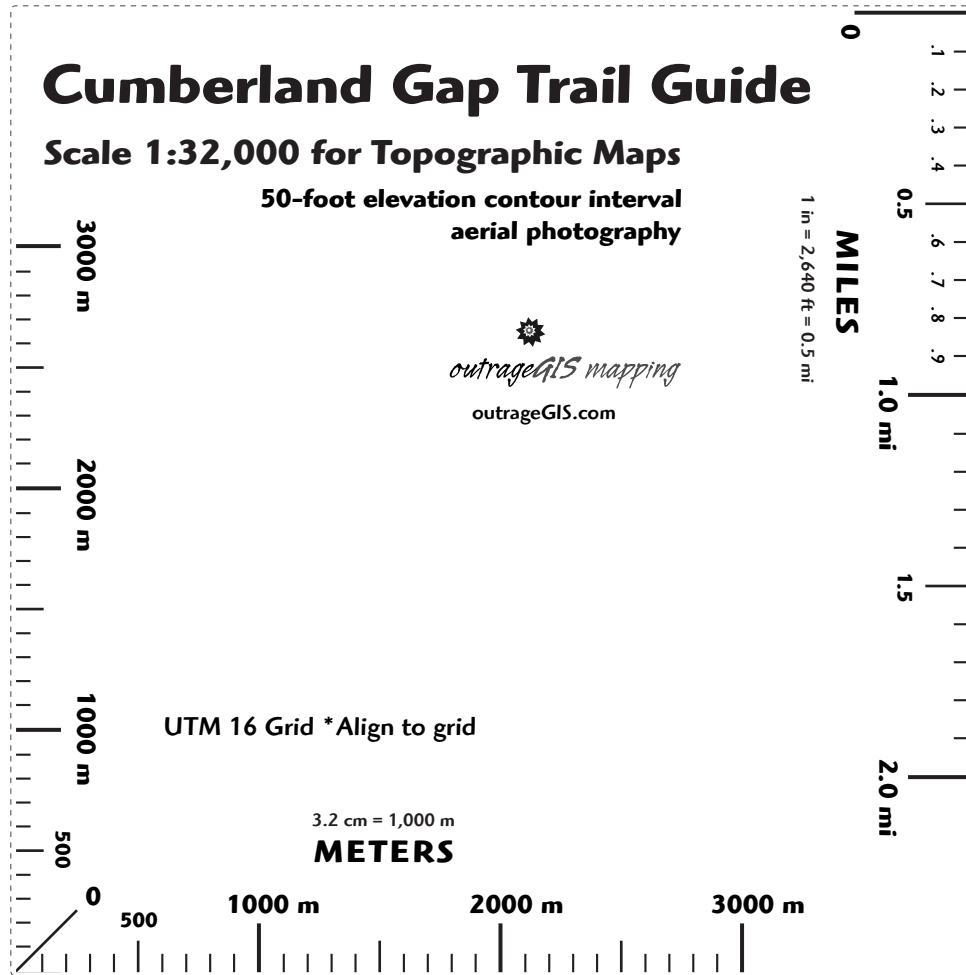 Cumberland Gap Trail Guide
Scale 1:32,000 for Topographic Maps
50-foot elevation contour interval
aerial photography
outrageGIS mapping
outrageGIS.com
0
.1
.2
.3
.4
0.5
.6
.7
.8
.9
1.0 mi
1.5
2.0 mi
MILES
1 in = 2,640 ft = 0.5 mi
3000 m
2000 m
1000 m
500
UTM 16 Grid *Align to grid
3.2 cm = 1,000 m
METERS
0
500
1000 m
2000 m
3000 m